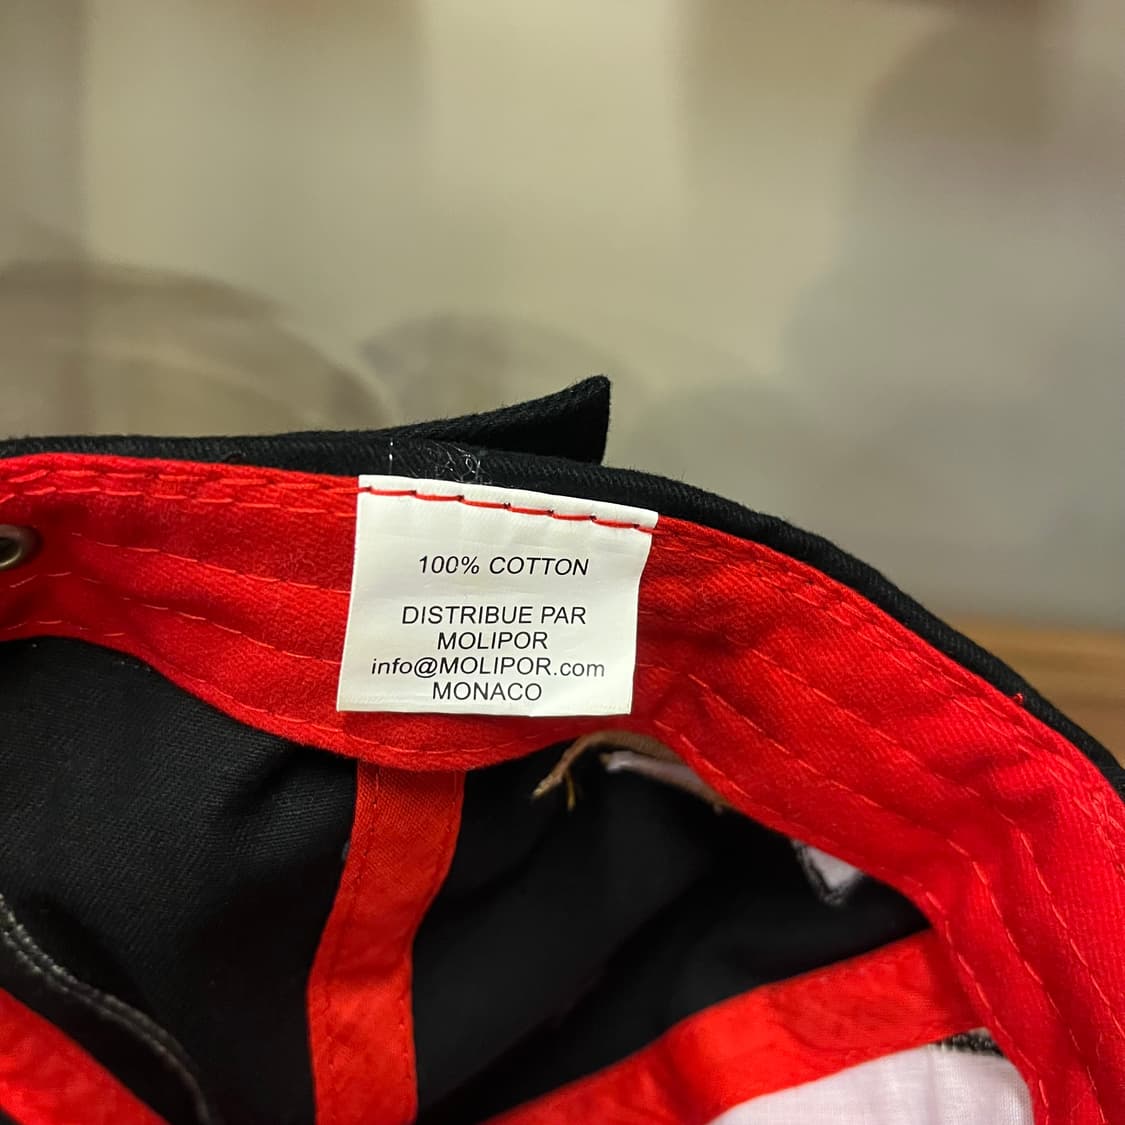 100% COTTON
DISTRIBUE PAR
MOLIPOR
info@MOLIPOR.com
MONACO